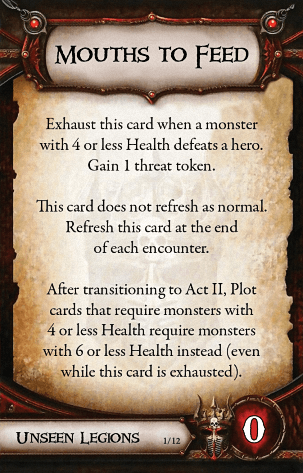 Mouths to Feed
Exhaust this card when a monster
with 4 or less Health defeats a hero.
Gain 1 threat token.
This card does not refresh as normal.
Refresh this card at the end
of each encounter.
After transitioning to Act II, Plot
cards that require monsters with
4 or less Health require monsters
with 6 or less Health instead (even
while this card is exhausted).
Unseen Legions 1/12
0